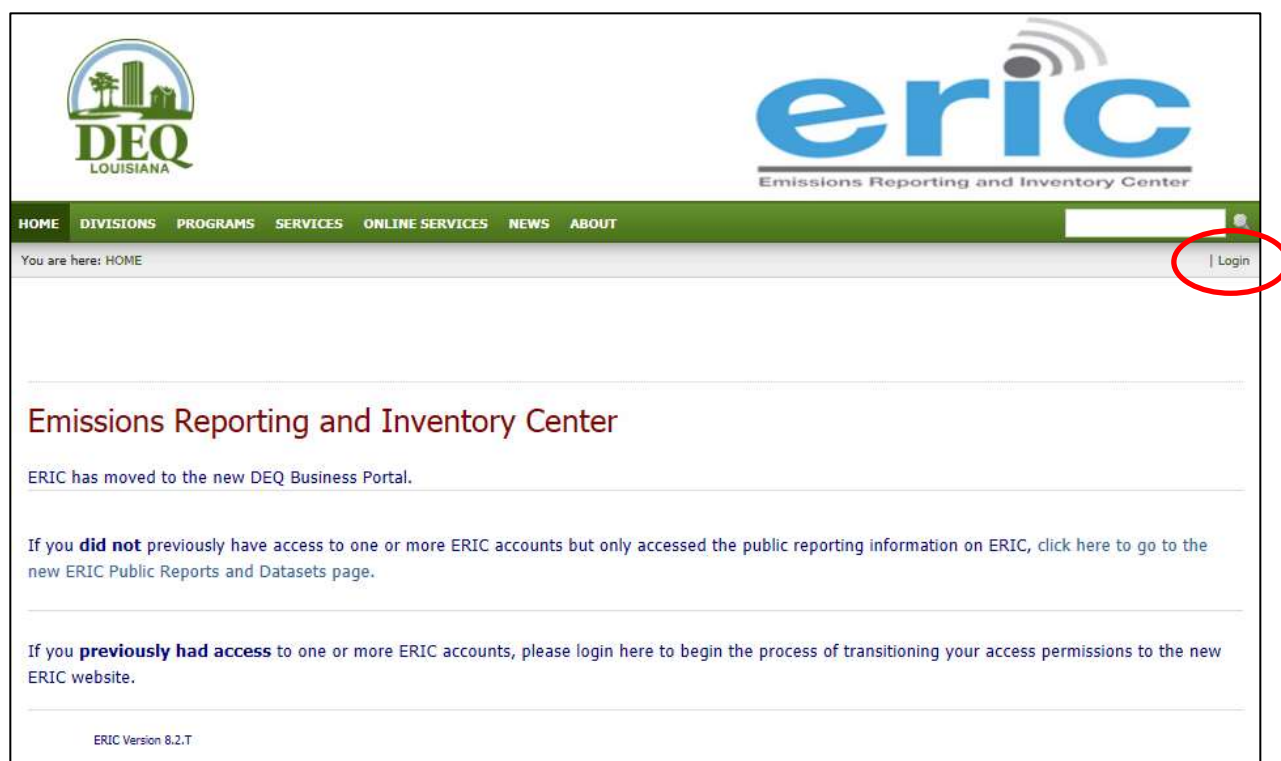 DEQ
LOUISIANA
eric
Emissions Reporting and Inventory Center
HOME DIVISIONS PROGRAMS SERVICES ONLINE SERVICES NEWS ABOUT
You are here: HOME | Login
Emissions Reporting and Inventory Center
ERIC has moved to the new DEQ Business Portal.
If you did not previously have access to one or more ERIC accounts but only accessed the public reporting information on ERIC, click here to go to the
new ERIC Public Reports and Datasets page.
If you previously had access to one or more ERIC accounts, please login here to begin the process of transitioning your access permissions to the new
ERIC website.
ERIC Version 8.2.T